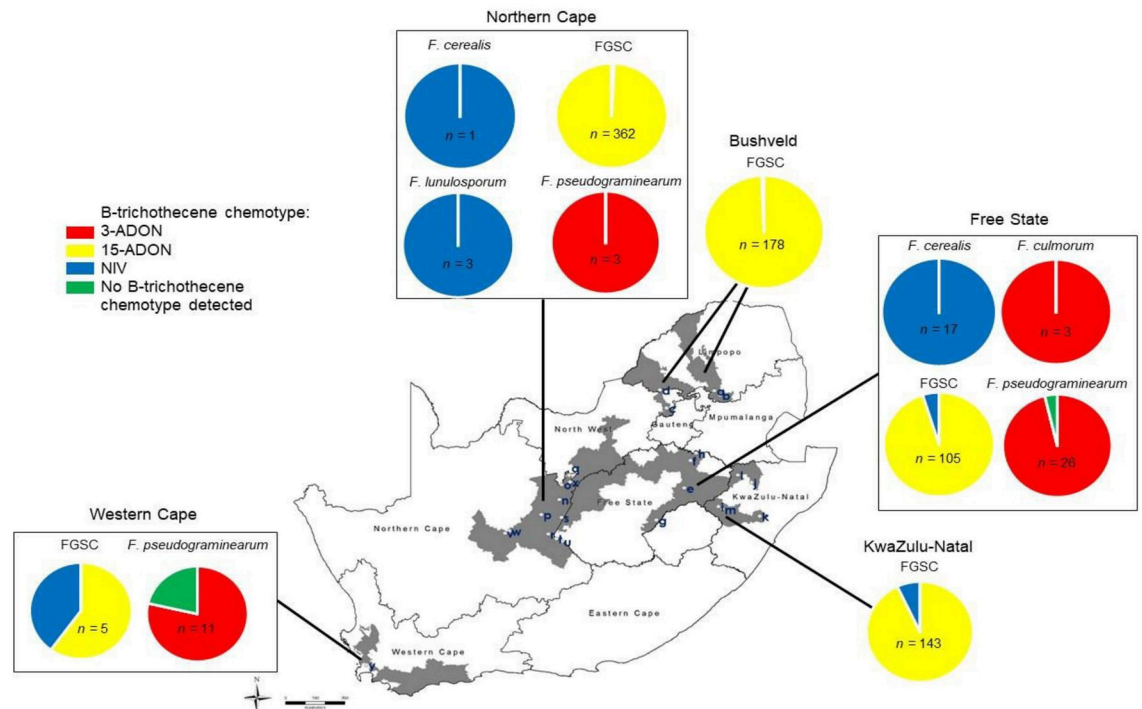 Northern Cape
F. cerealis
FGSC
n = 1
n = 362
F. lunulosporum
F. pseudograminearum
n = 3
n = 3
Bushveld
FGSC
n = 178
B-trichothecene chemotype:
3-ADON
15-ADON
NIV
No B-trichothecene
chemotype detected
Free State
F. cerealis
F. culmorum
n = 17
n = 3
FGSC
F. pseudograminearum
n = 105
n = 26
Limpopo
d
c
Mpumalanga
Gauteng
North West
h
f
q
o
x
n
e
j
Free State
KwaZulu-Natal
p
s
g
m
k
Northern Cape
w
t
u
Eastern Cape
Western Cape
y
N
Western Cape
FGSC
F. pseudograminearum
n = 5
n = 11
KwaZulu-Natal
FGSC
n = 143